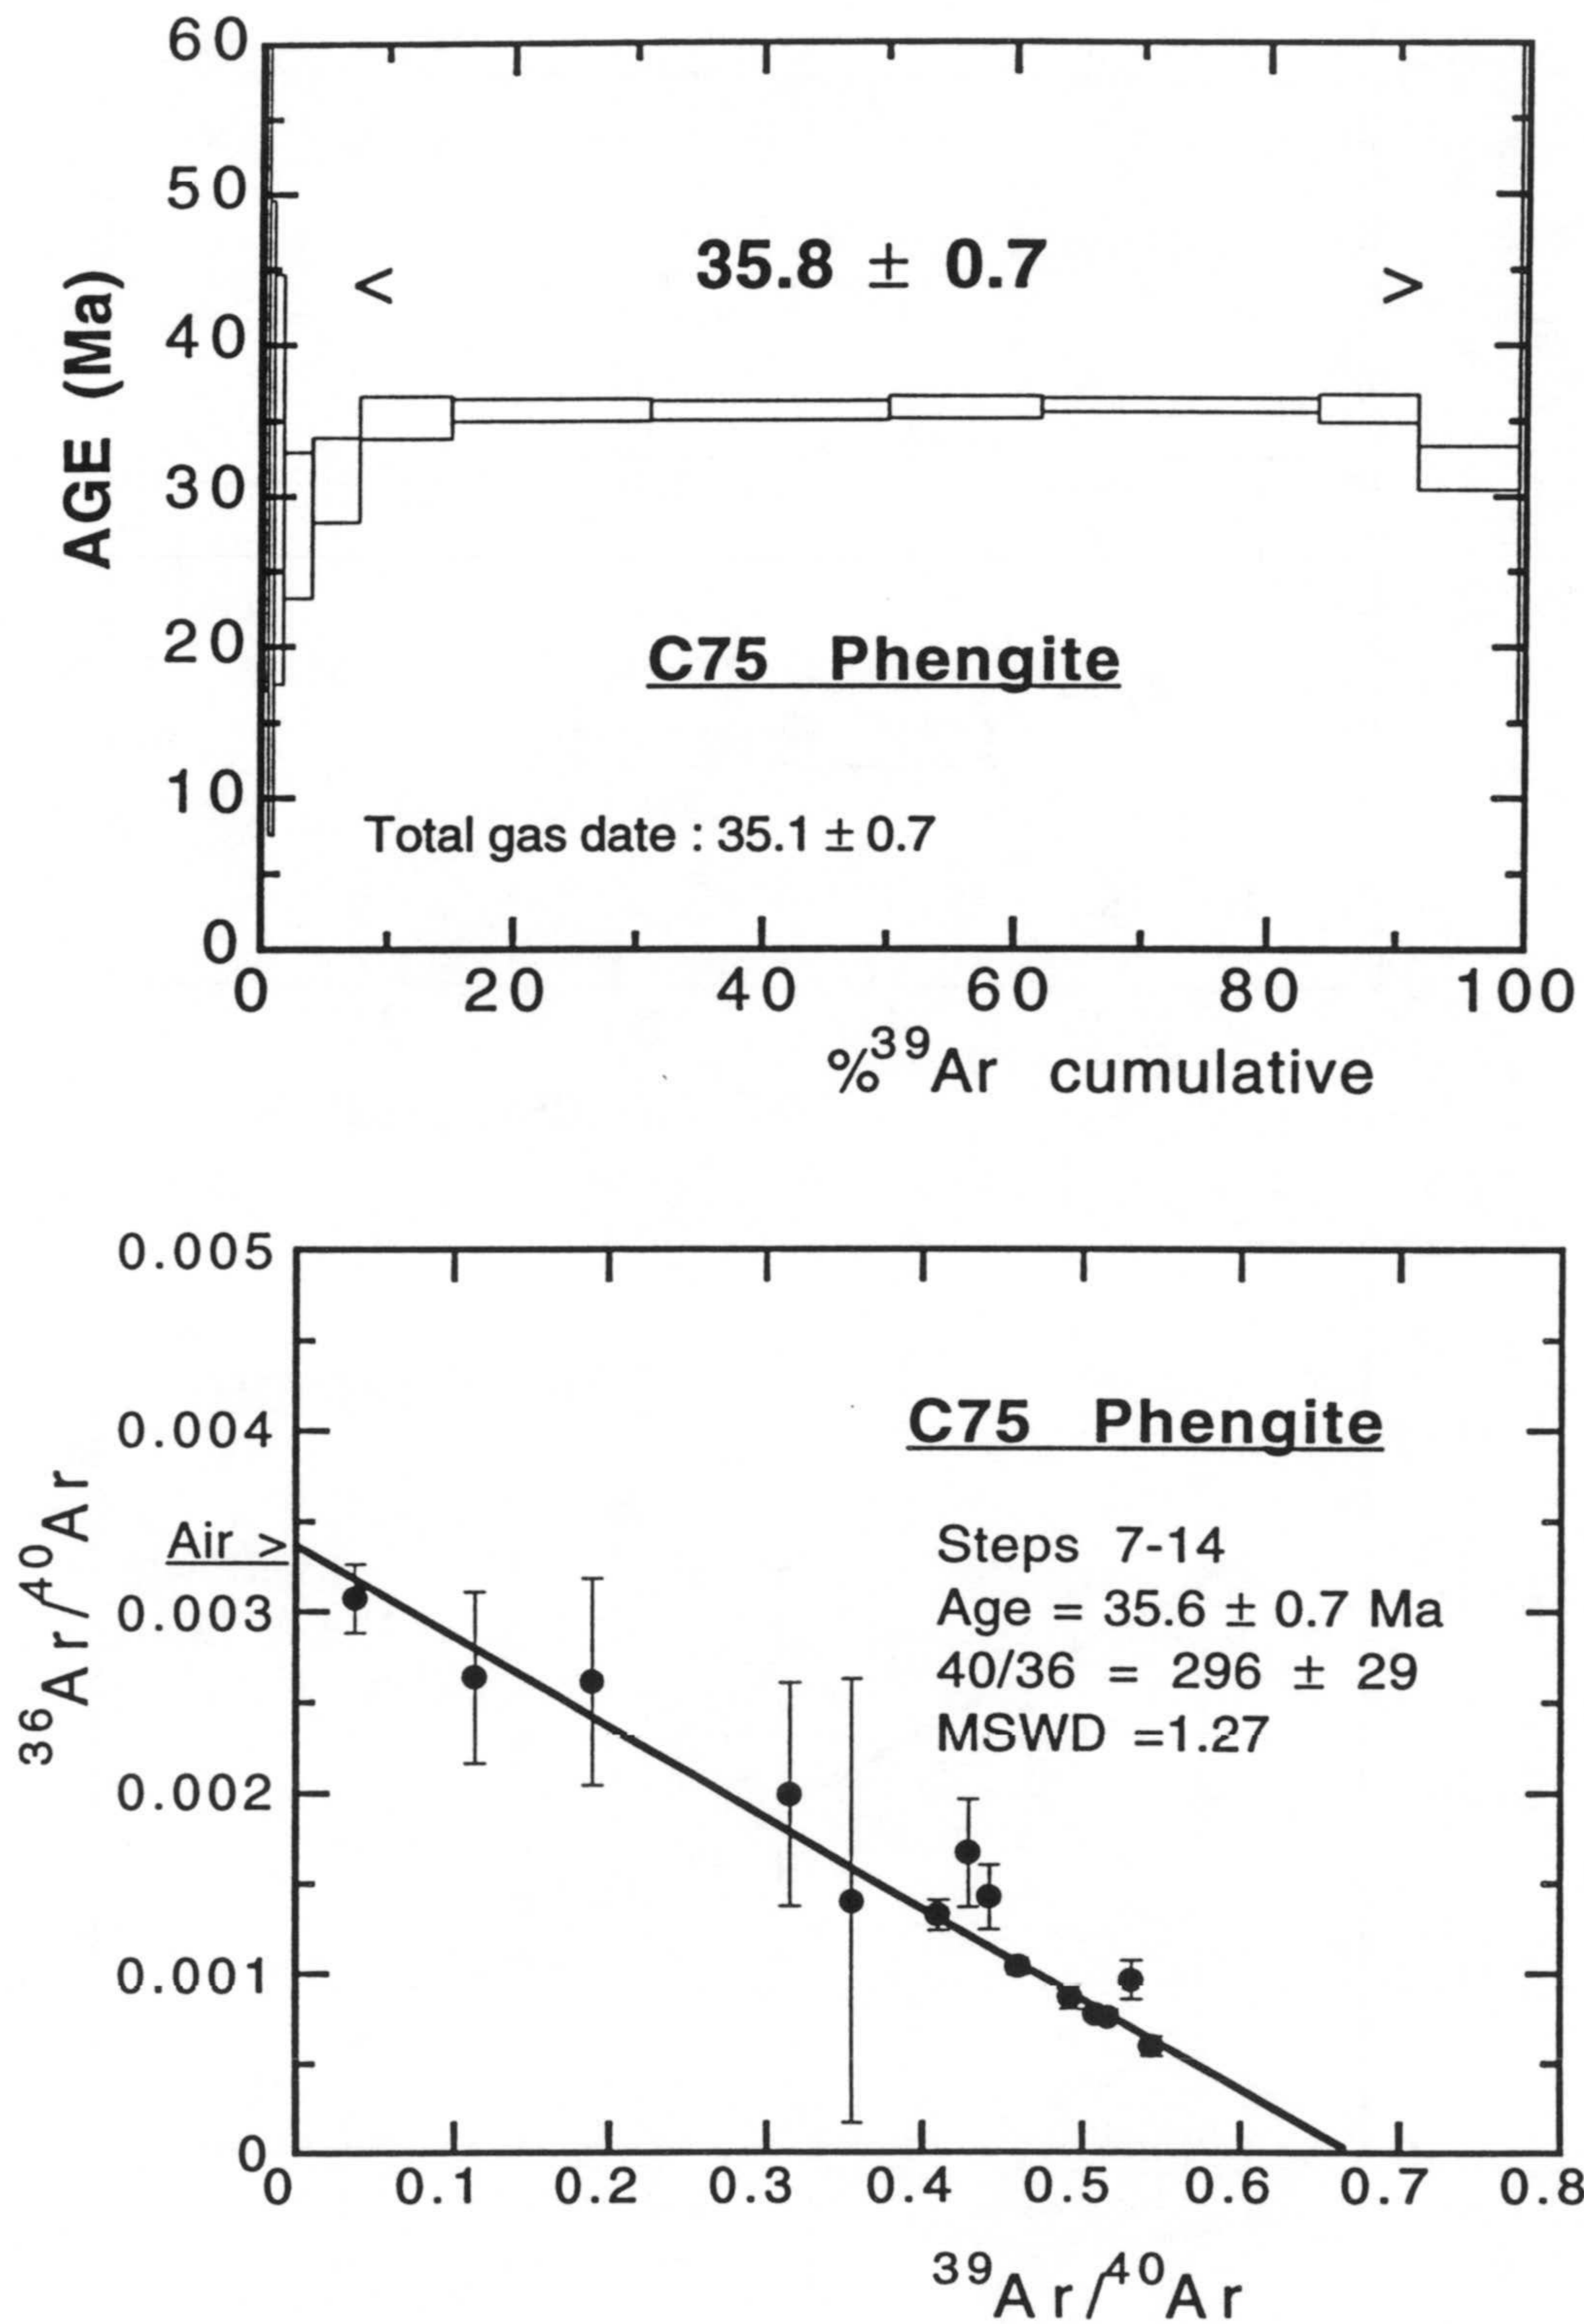 60
50
40
30
20
10
0
AGE (Ma)
< 35.8 ± 0.7 >
C75 Phengite
Total gas date : 35.1 ± 0.7
0 20 40 60 80 100
%³⁹Ar cumulative
0.005
0.004
Air >
0.003
0.002
0.001
0
³⁶Ar/⁴⁰Ar
C75 Phengite
Steps 7-14
Age = 35.6 ± 0.7 Ma
40/36 = 296 ± 29
MSWD =1.27
0 0.1 0.2 0.3 0.4 0.5 0.6 0.7 0.8
³⁹Ar/⁴⁰Ar